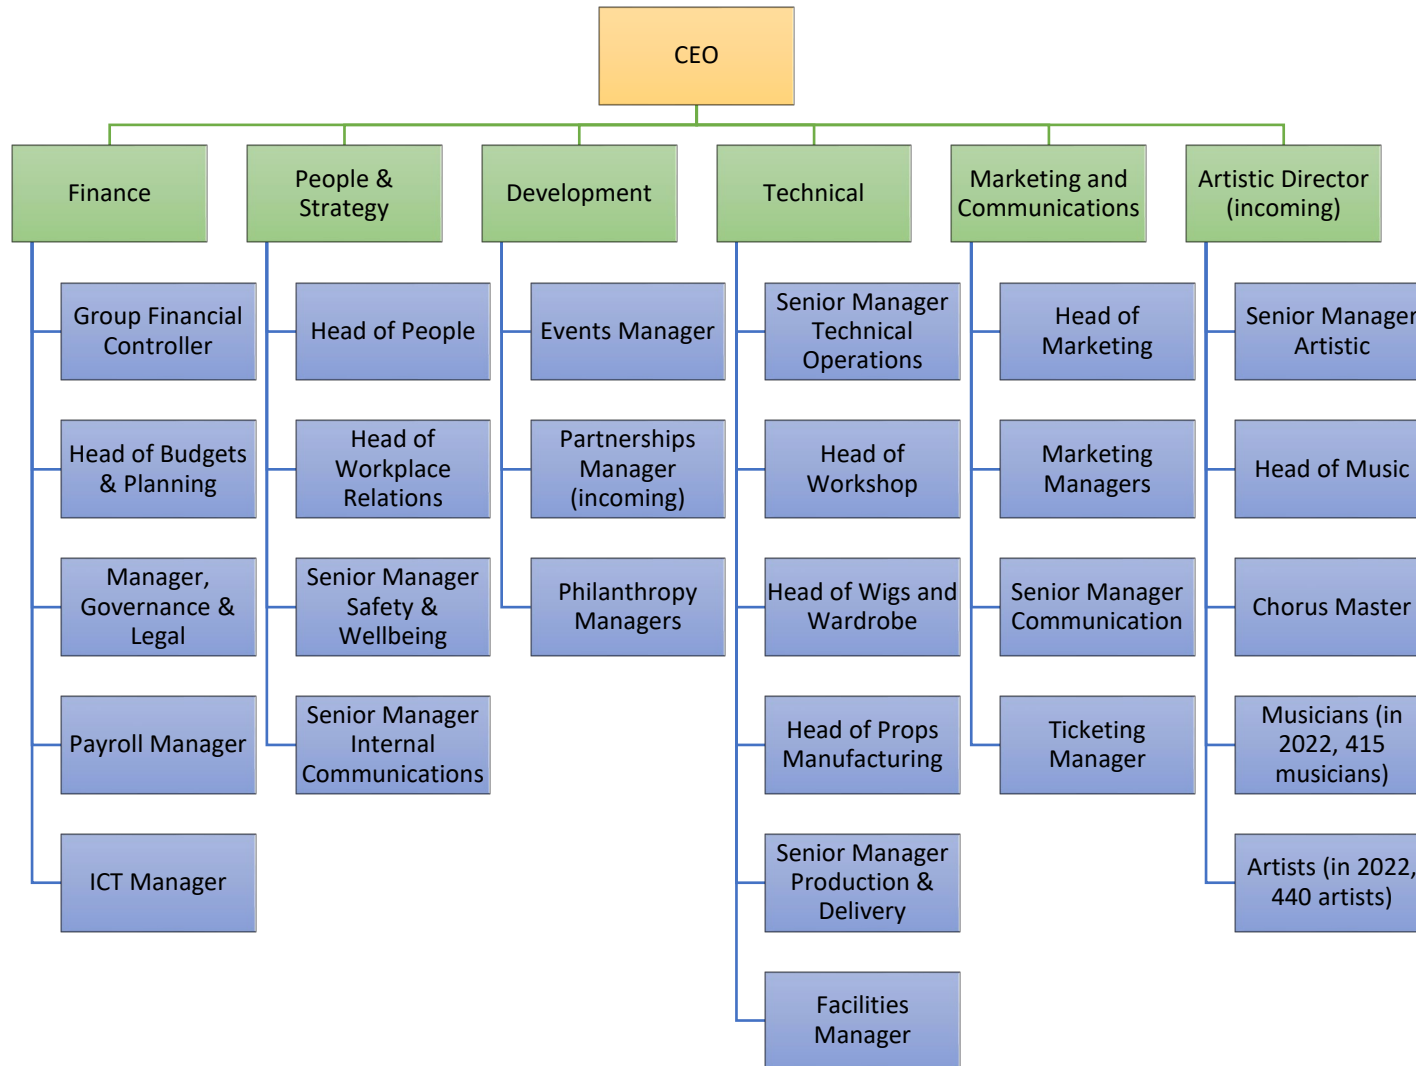 CEO
Finance
People &
Strategy
Development
Technical
Marketing and
Communications
Artistic Director
(incoming)
Group Financial
Controller
Head of Budgets
& Planning
Manager,
Governance &
Legal
Payroll Manager
ICT Manager
Head of People
Head of
Workplace
Relations
Senior Manager
Safety &
Wellbeing
Senior Manager
Internal
Communications
Events Manager
Partnerships
Manager
(incoming)
Philanthropy
Managers
Senior Manager
Technical
Operations
Head of
Workshop
Head of Wigs and
Wardrobe
Head of Props
Manufacturing
Senior Manager
Production &
Delivery
Facilities
Manager
Head of
Marketing
Marketing
Managers
Senior Manager
Communication
Ticketing
Manager
Senior Manager
Artistic
Head of Music
Chorus Master
Musicians (in
2022, 415
musicians)
Artists (in 2022,
440 artists)